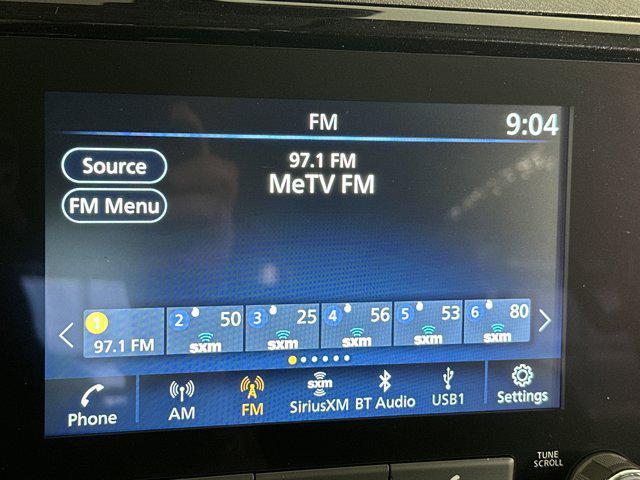 FM
9:04
Source
97.1 FM
MeTV FM
FM Menu
1
97.1 FM
2 50
sxm
3 25
sxm
4 56
sxm
5 53
sxm
6 80
sxm
Phone
AM
FM
sxm
SiriusXM
BT Audio
USB1
Settings
TUNE
SCROLL